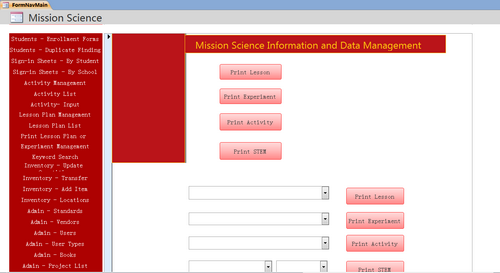 FormNavMain
Mission Science
Students - Enrollment Forms
Students - Duplicate Finding
Sign-in Sheets - By Student
Sign-in Sheets - By School
Activity Management
Activity List
Activity- Input
Lesson Plan Management
Lesson Plan List
Print Lesson Plan or
Experiment Management
Keyword Search
Inventory - Update
Inventory - Transfer
Inventory - Add Item
Inventory - Locations
Admin - Standards
Admin - Vendors
Admin - Users
Admin - User Types
Admin - Books
Admin - Project List
Mission Science Information and Data Management
Print Lesson
Print Experiment
Print Activity
Print STEM
Print Lesson
Print Experiment
Print Activity
Print STEM